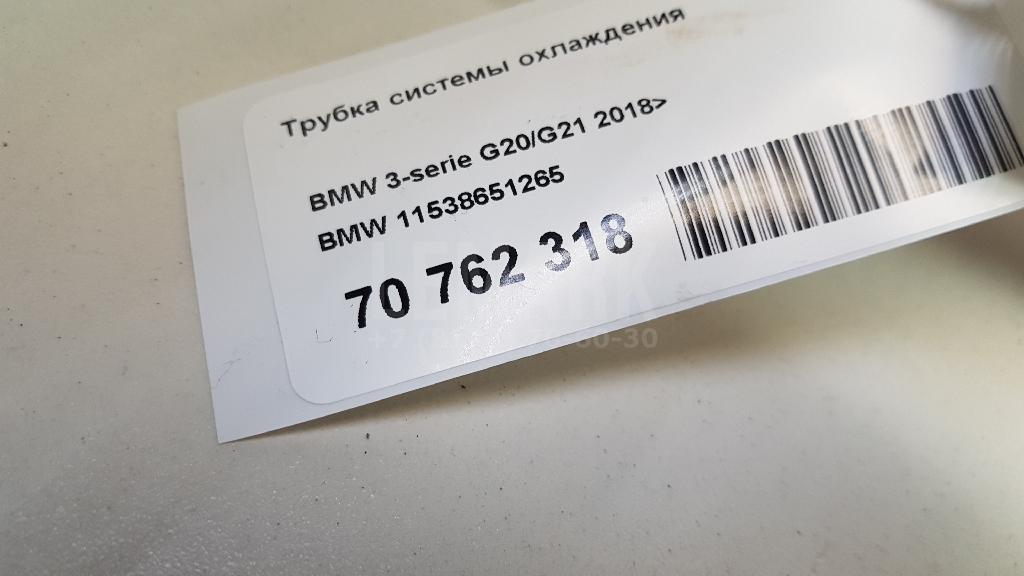 Трубка системы охлаждения
BMW 3-serie G20/G21 2018>
BMW 11538651265
70 762 318